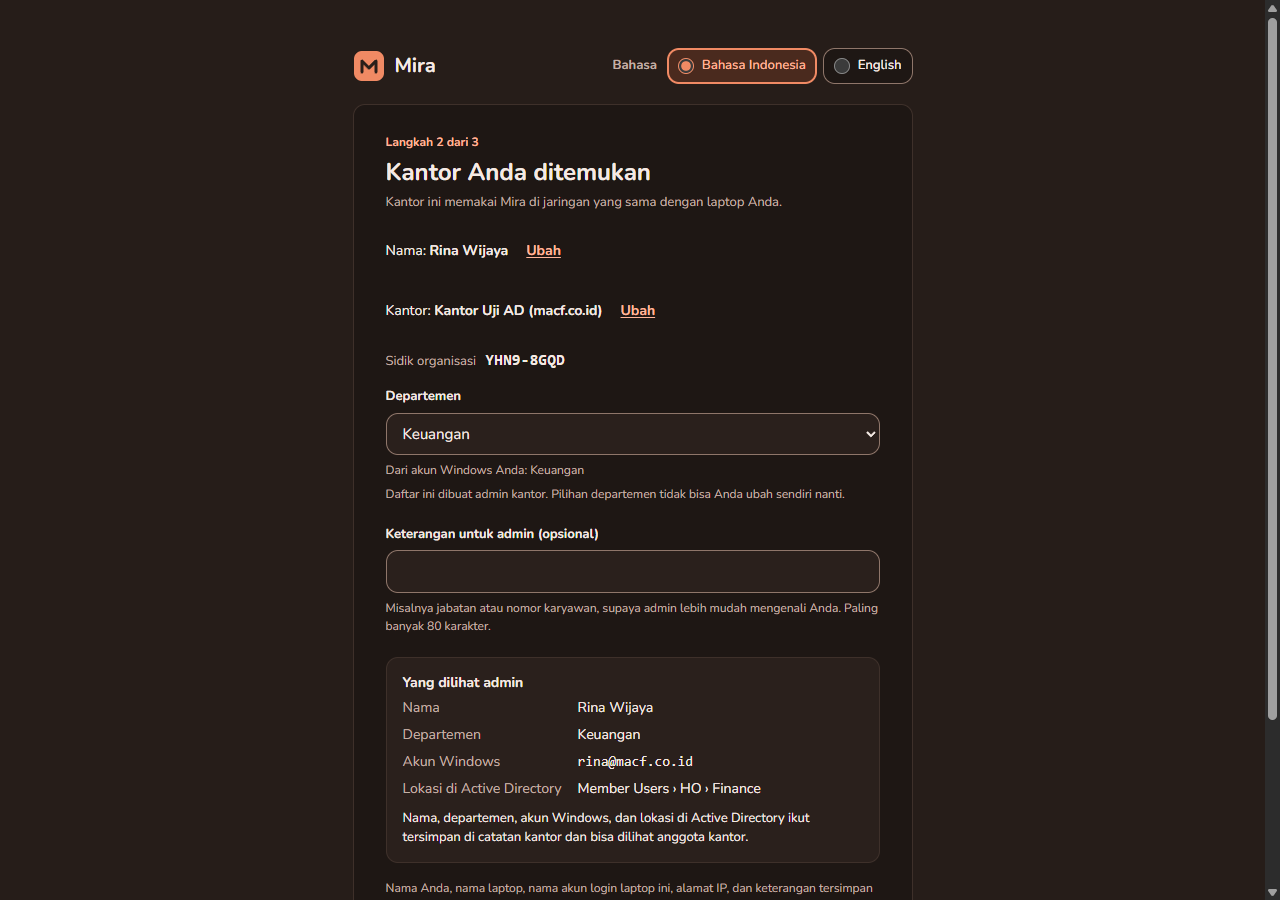 Mira
Bahasa
Bahasa Indonesia
English
Langkah 2 dari 3
Kantor Anda ditemukan
Kantor ini memakai Mira di jaringan yang sama dengan laptop Anda.
Nama: Rina Wijaya Ubah
Kantor: Kantor Uji AD (macf.co.id) Ubah
Sidik organisasi YHN9-8GQD
Departemen
Keuangan
Dari akun Windows Anda: Keuangan
Daftar ini dibuat admin kantor. Pilihan departemen tidak bisa Anda ubah sendiri nanti.
Keterangan untuk admin (opsional)
Misalnya jabatan atau nomor karyawan, supaya admin lebih mudah mengenali Anda. Paling
banyak 80 karakter.
Yang dilihat admin
Nama Rina Wijaya
Departemen Keuangan
Akun Windows rina@macf.co.id
Lokasi di Active Directory Member Users › HO › Finance
Nama, departemen, akun Windows, dan lokasi di Active Directory ikut
tersimpan di catatan kantor dan bisa dilihat anggota kantor.
Nama Anda, nama laptop, nama akun login laptop ini, alamat IP, dan keterangan tersimpan